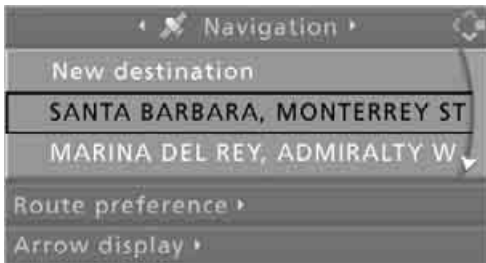 Navigation
New destination
SANTA BARBARA, MONTERREY ST
MARINA DEL REY, ADMIRALTY W
Route preference
Arrow display